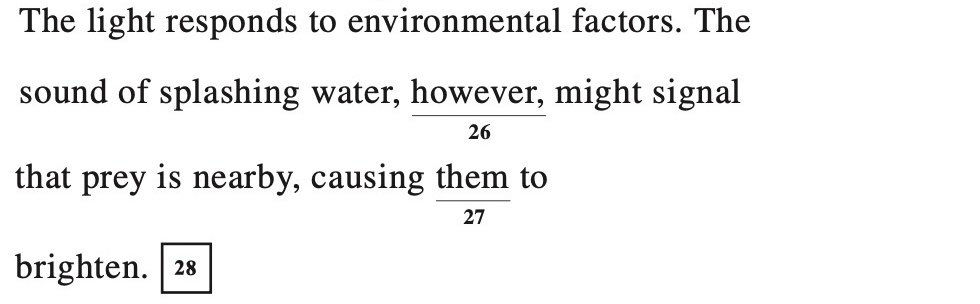 The light responds to environmental factors. The
sound of splashing water, however, might signal
26
that prey is nearby, causing them to
27
brighten. 28